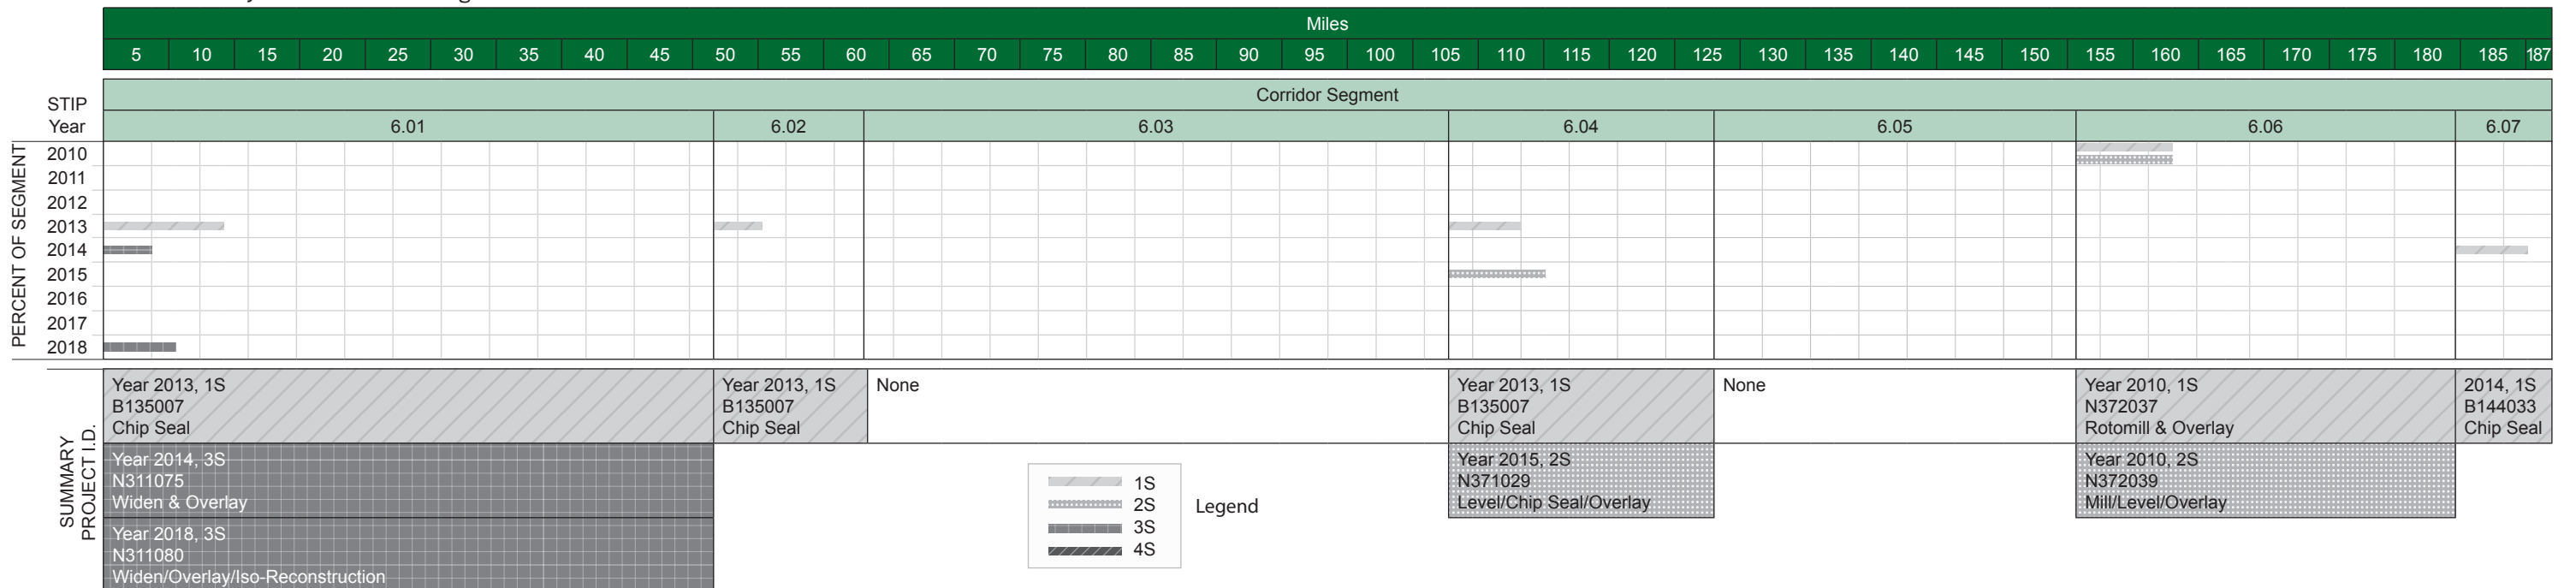 Miles
5 10 15 20 25 30 35 40 45 50 55 60 65 70 75 80 85 90 95 100 105 110 115 120 125 130 135 140 145 150 155 160 165 170 175 180 185 187
STIP
Year
Corridor Segment
6.01 6.02 6.03 6.04 6.05 6.06 6.07
PERCENT OF SEGMENT
2010
2011
2012
2013
2014
2015
2016
2017
2018
SUMMARY
PROJECT I.D.
Year 2013, 1S
B135007
Chip Seal
Year 2014, 3S
N311075
Widen & Overlay
Year 2018, 3S
N311080
Widen/Overlay/Iso-Reconstruction
Year 2013, 1S
B135007
Chip Seal
None
Year 2013, 1S
B135007
Chip Seal
Year 2015, 2S
N371029
Level/Chip Seal/Overlay
None
Year 2010, 1S
N372037
Rotomill & Overlay
Year 2010, 2S
N372039
Mill/Level/Overlay
2014, 1S
B144033
Chip Seal
1S
2S
3S
4S
Legend